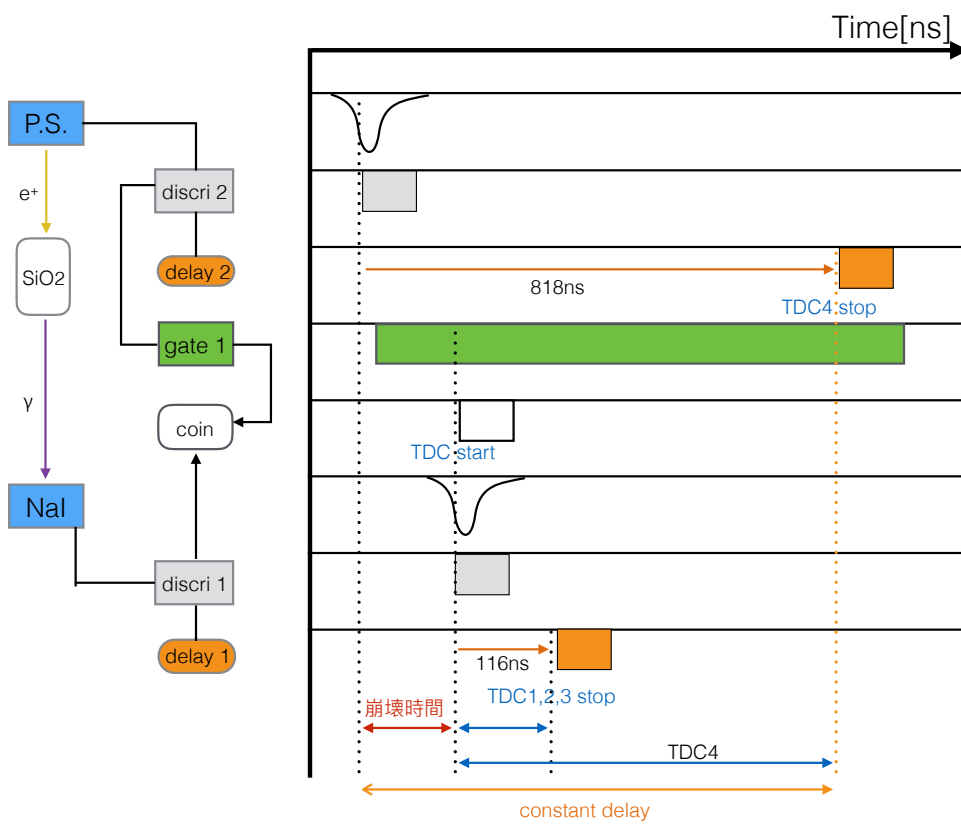 Time[ns]
P.S.
e⁺
discri 2
SiO2
delay 2
818ns
TDC4 stop
gate 1
γ
coin
TDC start
NaI
discri 1
delay 1
116ns
TDC1,2,3 stop
崩壊時間
TDC4
constant delay